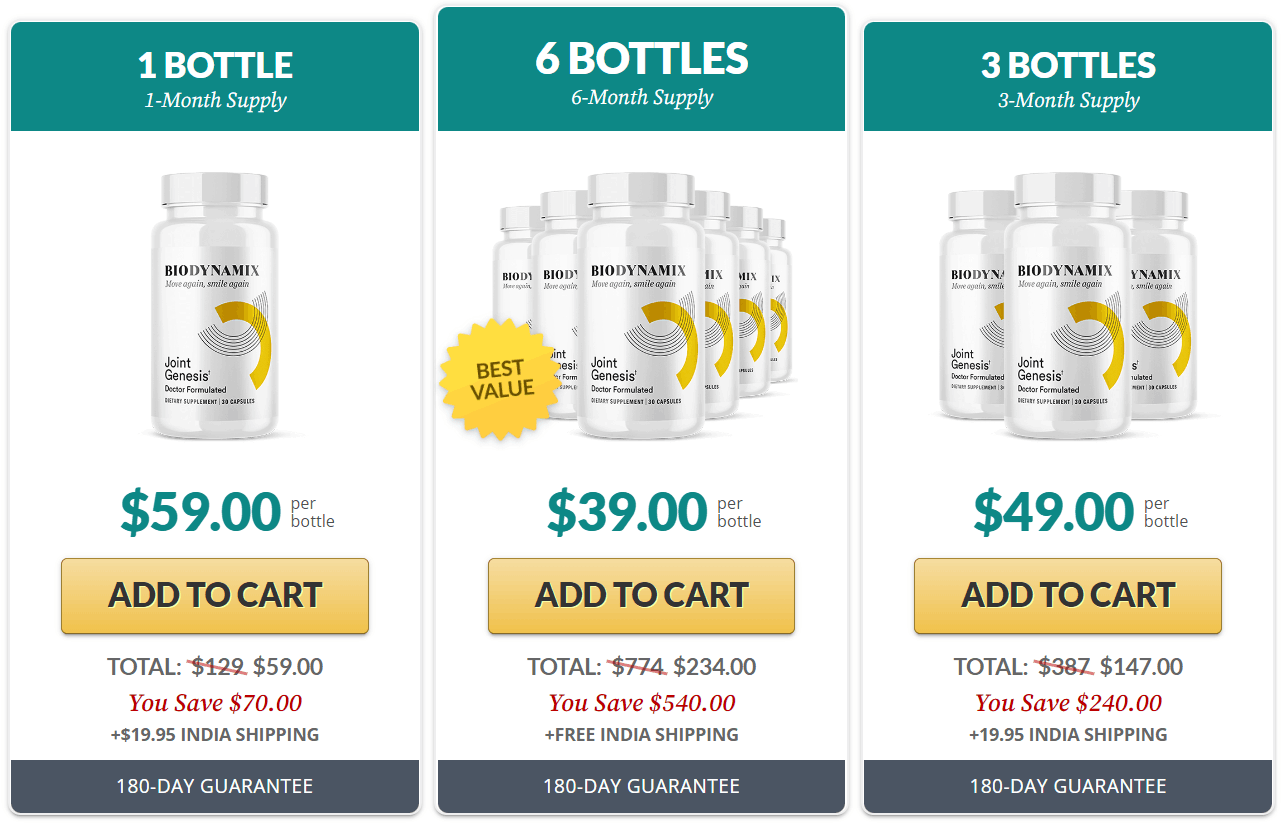 1 BOTTLE
1-Month Supply
BIODYNAMIX
Move again, smile again
Joint
Genesis'
Doctor Formulated
DIETARY SUPPLEMENT | 30 CAPSULES
$59.00 per
bottle
ADD TO CART
TOTAL: $129 $59.00
You Save $70.00
+$19.95 INDIA SHIPPING
180-DAY GUARANTEE
6 BOTTLES
6-Month Supply
BIODYNAMIX
Move again, smile again
Joint
Genesis'
Doctor Formulated
DIETARY SUPPLEMENT | 30 CAPSULES
BEST
VALUE
$39.00 per
bottle
ADD TO CART
TOTAL: $774 $234.00
You Save $540.00
+FREE INDIA SHIPPING
180-DAY GUARANTEE
3 BOTTLES
3-Month Supply
BIODYNAMIX
Move again, smile again
Joint
Genesis'
Doctor Formulated
DIETARY SUPPLEMENT | 30 CAPSULES
$49.00 per
bottle
ADD TO CART
TOTAL: $387 $147.00
You Save $240.00
+19.95 INDIA SHIPPING
180-DAY GUARANTEE